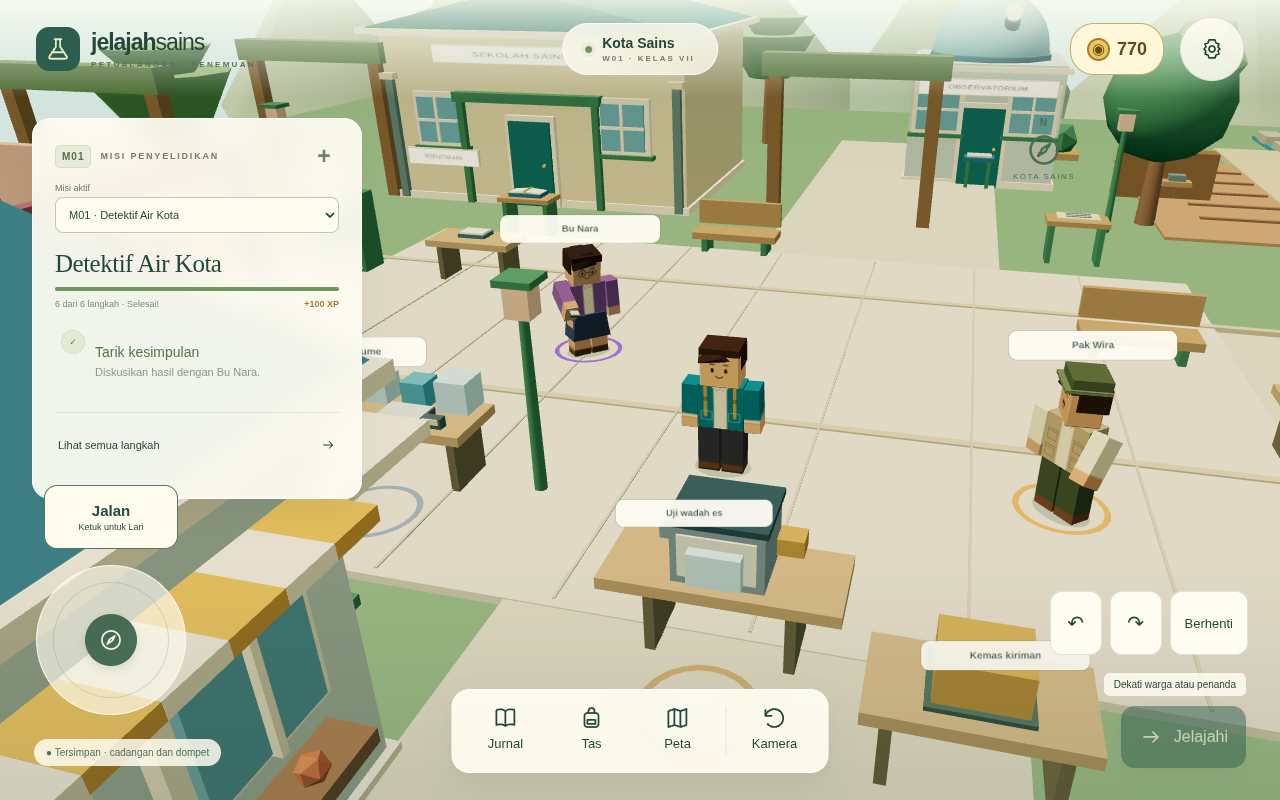 jelajahsains
SEKOLAH SAINS
Kota Sains
W01 · KELAS VII
770
OBSERVATORIUM
N
KOTA SAINS
M01 MISI PENYELIDIKAN
Misi aktif
M01 · Detektif Air Kota
Detektif Air Kota
6 dari 6 langkah · Selesai!
+100 XP
Tarik kesimpulan
Diskusikan hasil dengan Bu Nara.
Lihat semua langkah
Bu Nara
Pak Wira
ume
Uji wadah es
Kemas kiriman
Jalan
Ketuk untuk Lari
Tersimpan · cadangan dan dompet
Jurnal
Tas
Peta
Kamera
Berhenti
Dekati warga atau penanda
Jelajahi